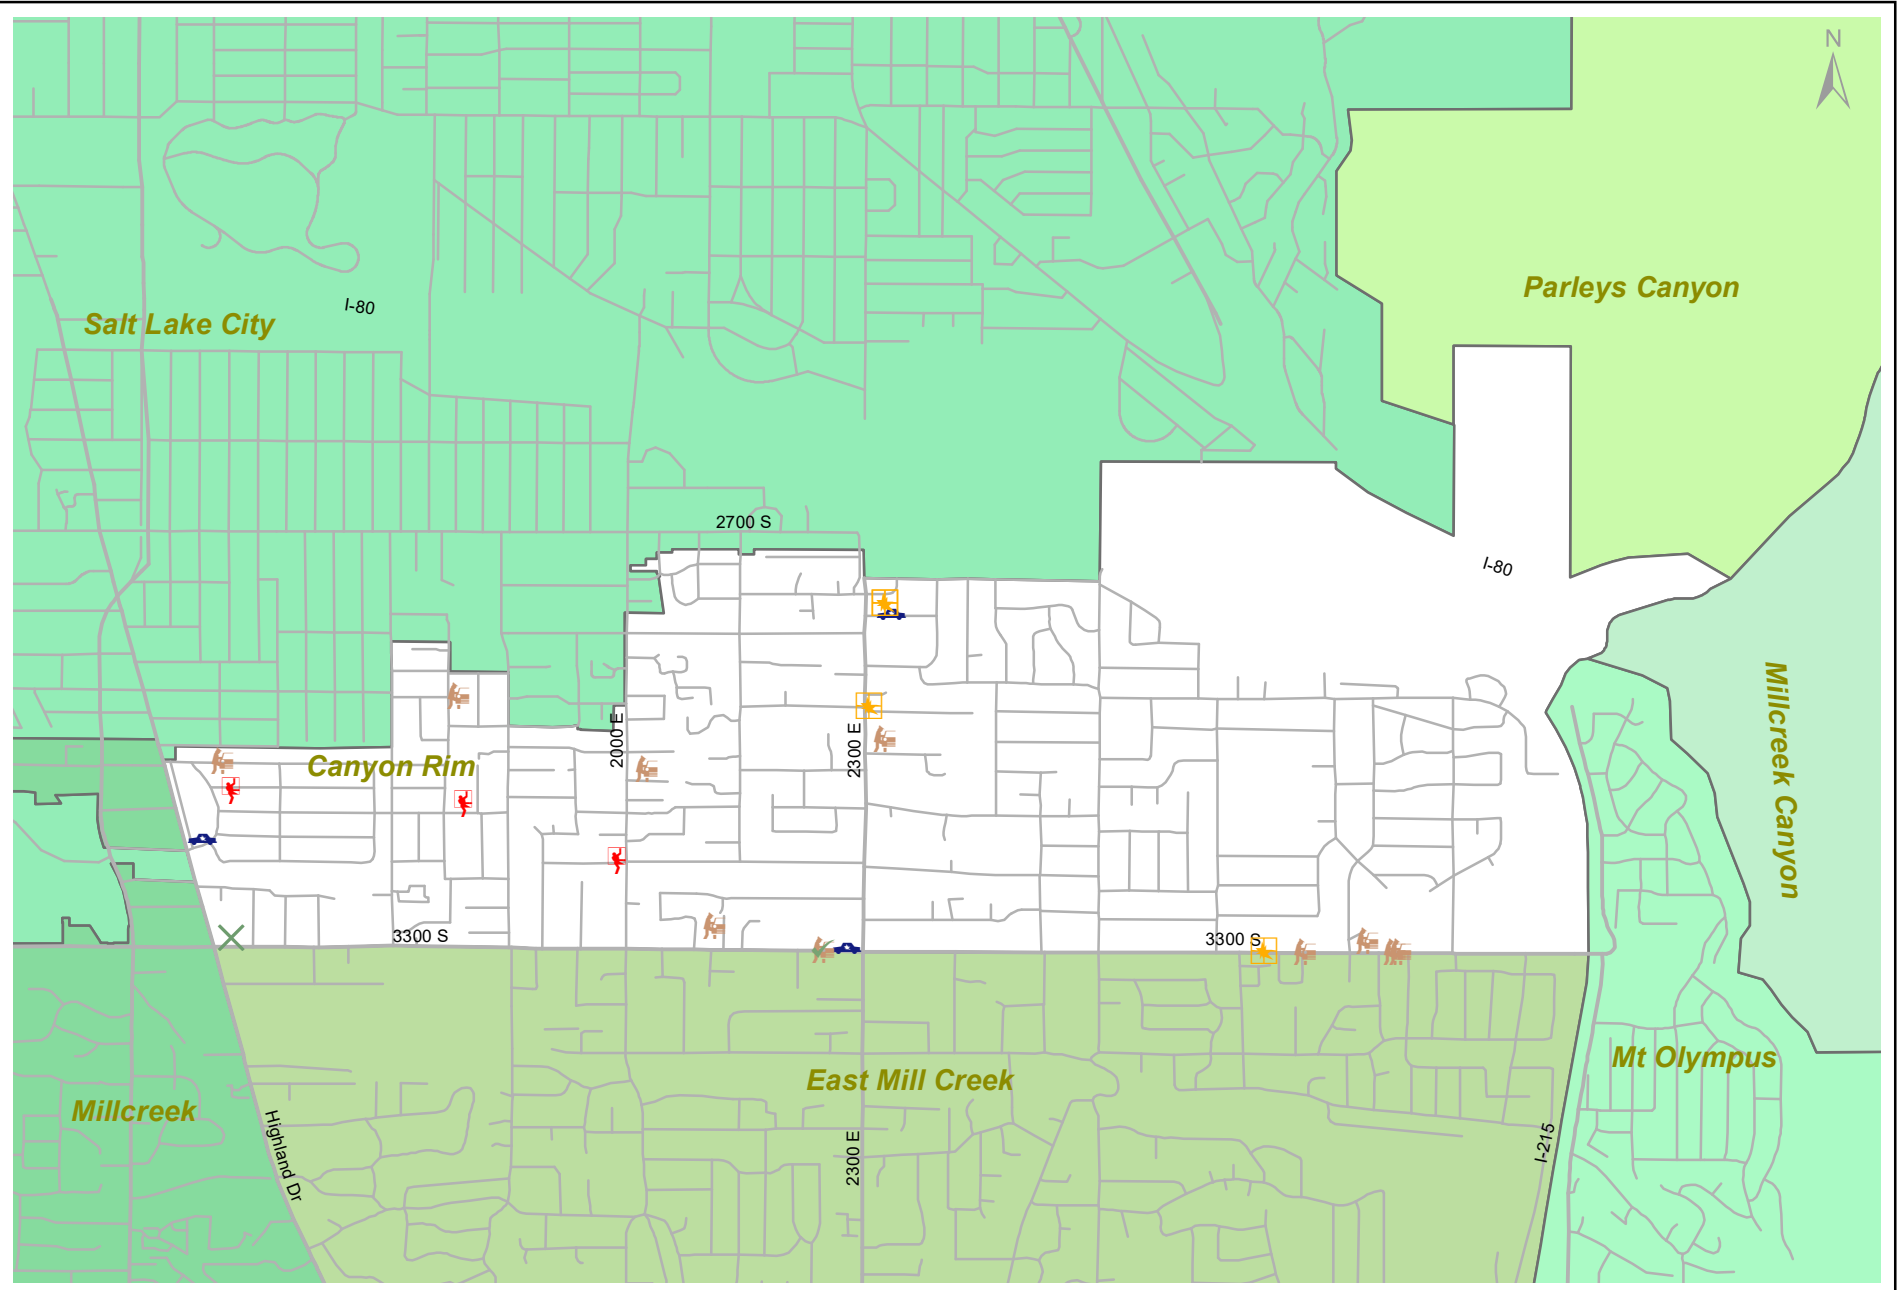 N
Parleys Canyon
I-80
Salt Lake City
2700 S
I-80
Millcreek Canyon
2000 E
2300 E
Canyon Rim
3300 S
3300 S
Mt Olympus
East Mill Creek
Millcreek
Highland Dr
2300 E
I-215